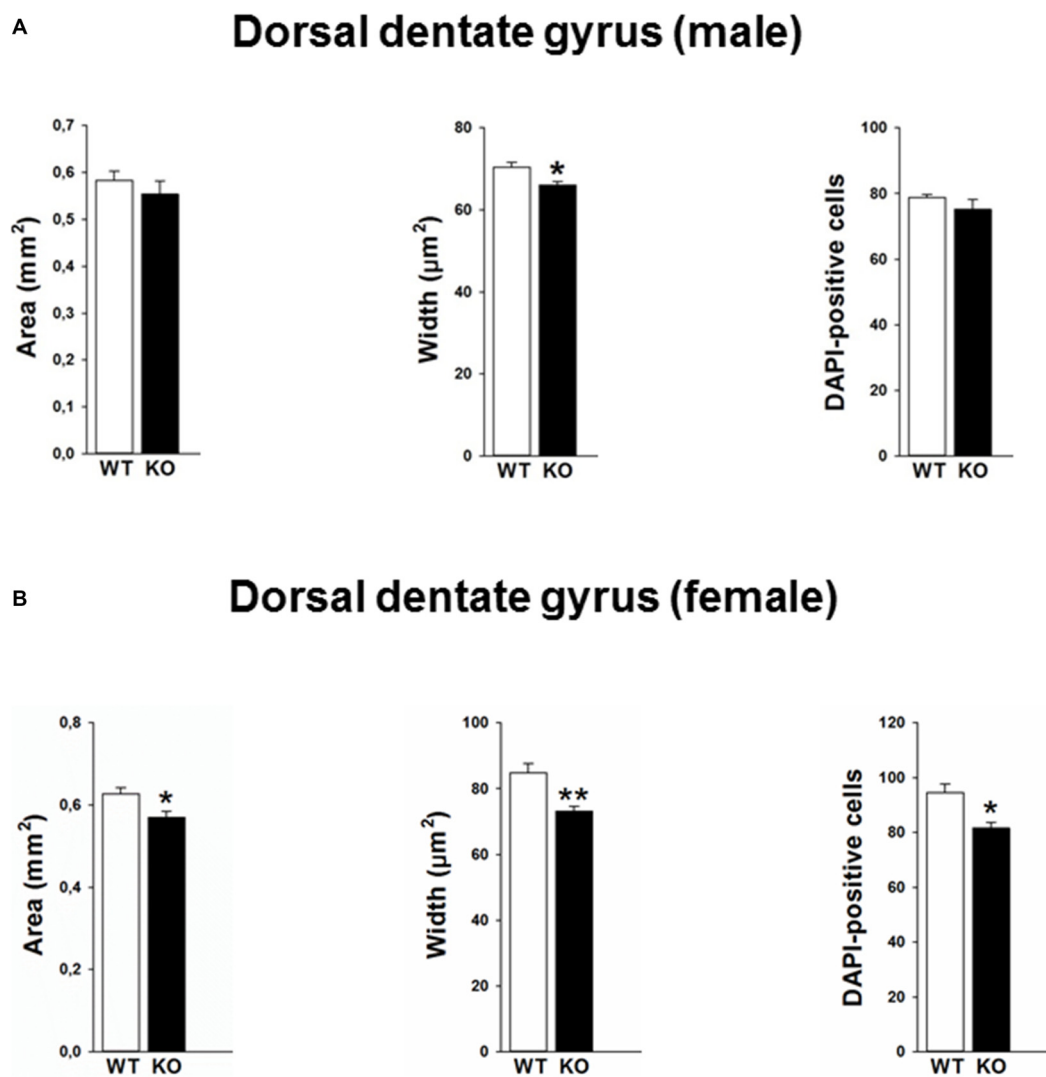 A
Dorsal dentate gyrus (male)
Area (mm²)
0,7
0,6
0,5
0,4
0,3
0,2
0,1
0,0
WT KO
Width (µm²)
80
60
40
20
0
*
WT KO
DAPI-positive cells
100
80
60
40
20
0
WT KO
B
Dorsal dentate gyrus (female)
Area (mm²)
0,8
0,6
0,4
0,2
0,0
*
WT KO
Width (µm²)
100
80
60
40
20
0
**
WT KO
DAPI-positive cells
120
100
80
60
40
20
0
*
WT KO